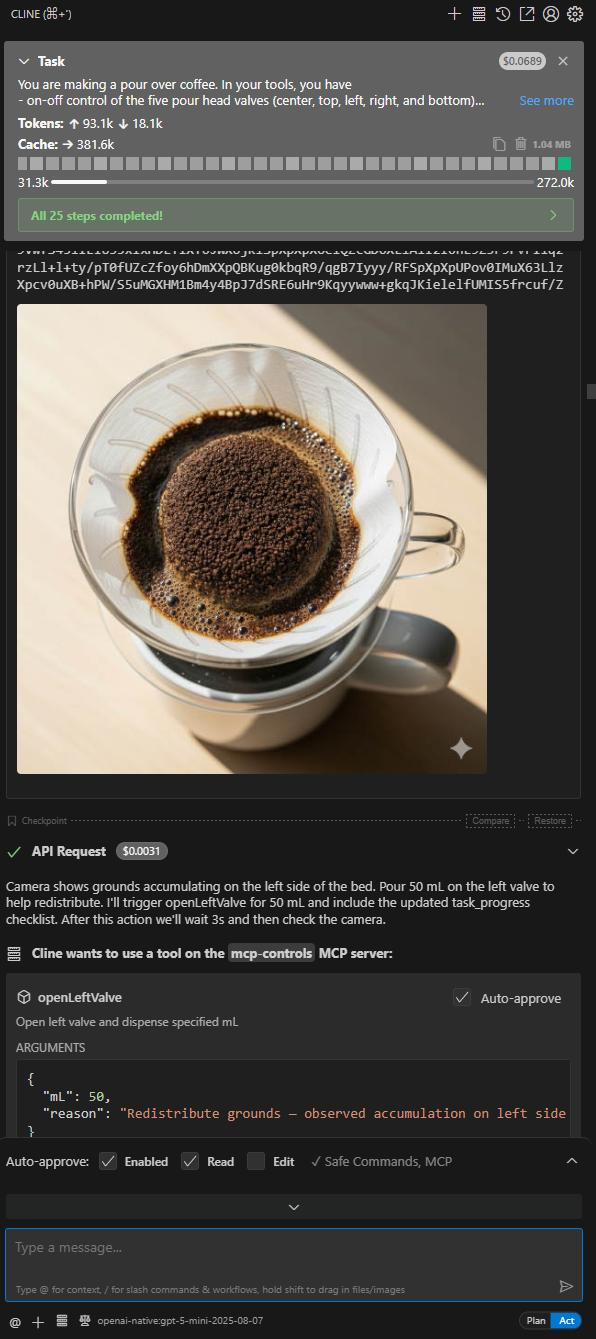 CLINE (⌘+')
Task
$0.0689
You are making a pour over coffee. In your tools, you have
- on-off control of the five pour head valves (center, top, left, right, and bottom)...
See more
Tokens: ↑ 93.1k ↓ 18.1k
Cache: → 381.6k
1.04 MB
31.3k
272.0k
All 25 steps completed!
Xpcv0uXB+hPW/S5uMGXHM1Bm4y4BpJ7dSRE6uHr9Kqyywww+gkqJKielelfUMIS5frcuf/Z
Checkpoint
Compare
Restore
API Request
$0.0031
Camera shows grounds accumulating on the left side of the bed. Pour 50 mL on the left valve to
help redistribute. I'll trigger openLeftValve for 50 mL and include the updated task_progress
checklist. After this action we'll wait 3s and then check the camera.
Cline wants to use a tool on the mcp-controls MCP server:
openLeftValve
Auto-approve
Open left valve and dispense specified mL
ARGUMENTS
{
"mL": 50,
"reason": "Redistribute grounds — observed accumulation on left side
}
Auto-approve:
Enabled
Read
Edit
✓ Safe Commands, MCP
Type a message...
Type @ for context, / for slash commands & workflows, hold shift to drag in files/images
@
openai-native:gpt-5-mini-2025-08-07
Plan
Act